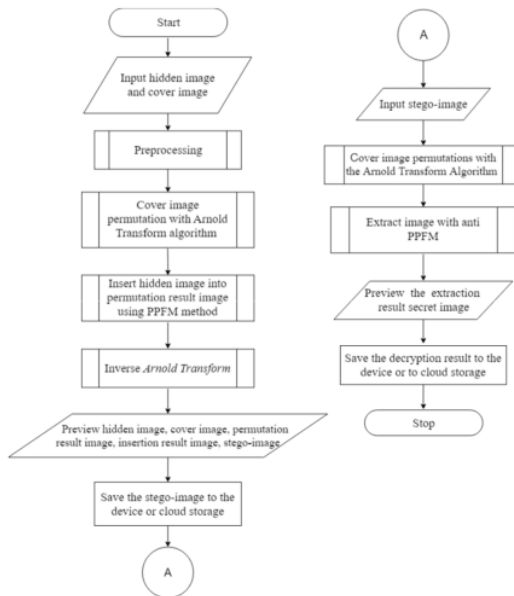 Start
Input hidden image
and cover image
Preprocessing
Cover image
permutation with Arnold
Transform algorithm
Insert hidden image into
permutation result image
using PPFM method
Inverse Arnold Transform
Preview hidden image, cover image, permutation
result image, insertion result image, stego-image
Save the stego-image to the
device or cloud storage
A
A
Input stego-image
Cover image permutations with
the Arnold Transform Algorithm
Extract image with anti
PPFM
Preview the extraction
result secret image
Save the decryption result to the
device or to cloud storage
Stop